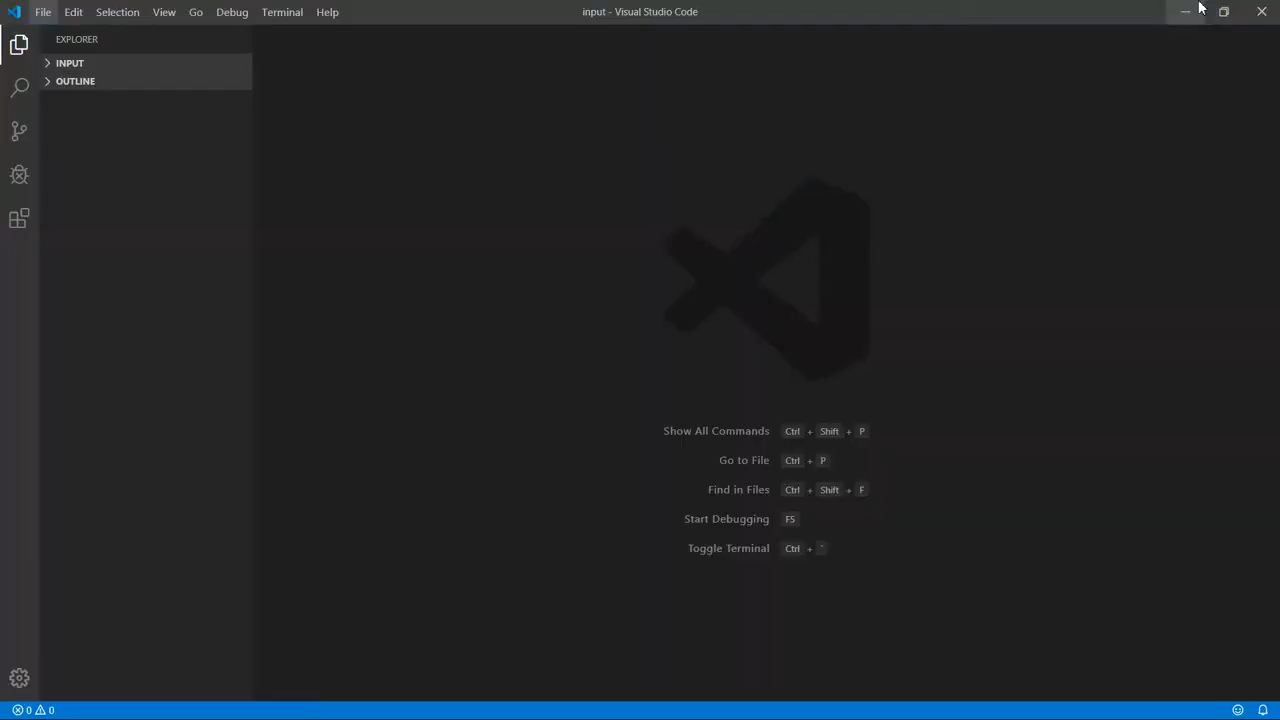 File Edit Selection View Go Debug Terminal Help input - Visual Studio Code
EXPLORER
INPUT
OUTLINE
Show All Commands Ctrl + Shift + P
Go to File Ctrl + P
Find in Files Ctrl + Shift + F
Start Debugging F5
Toggle Terminal Ctrl + `
0 0